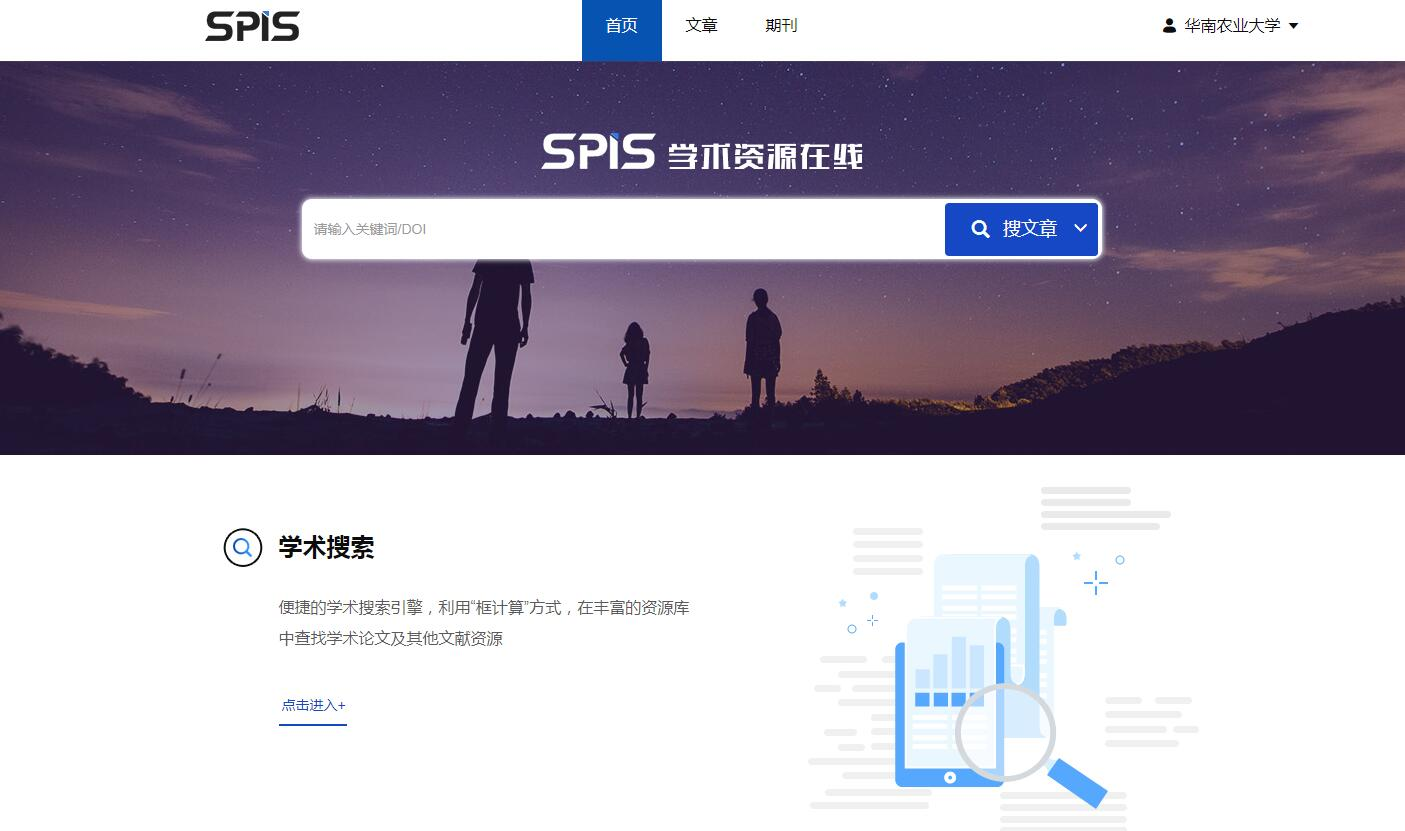 SPIS
首页 文章 期刊 华南农业大学
SPIS 学术资源在线
请输入关键词/DOI 搜文章
学术搜索
便捷的学术搜索引擎，利用“框计算”方式，在丰富的资源库
中查找学术论文及其他文献资源
点击进入+